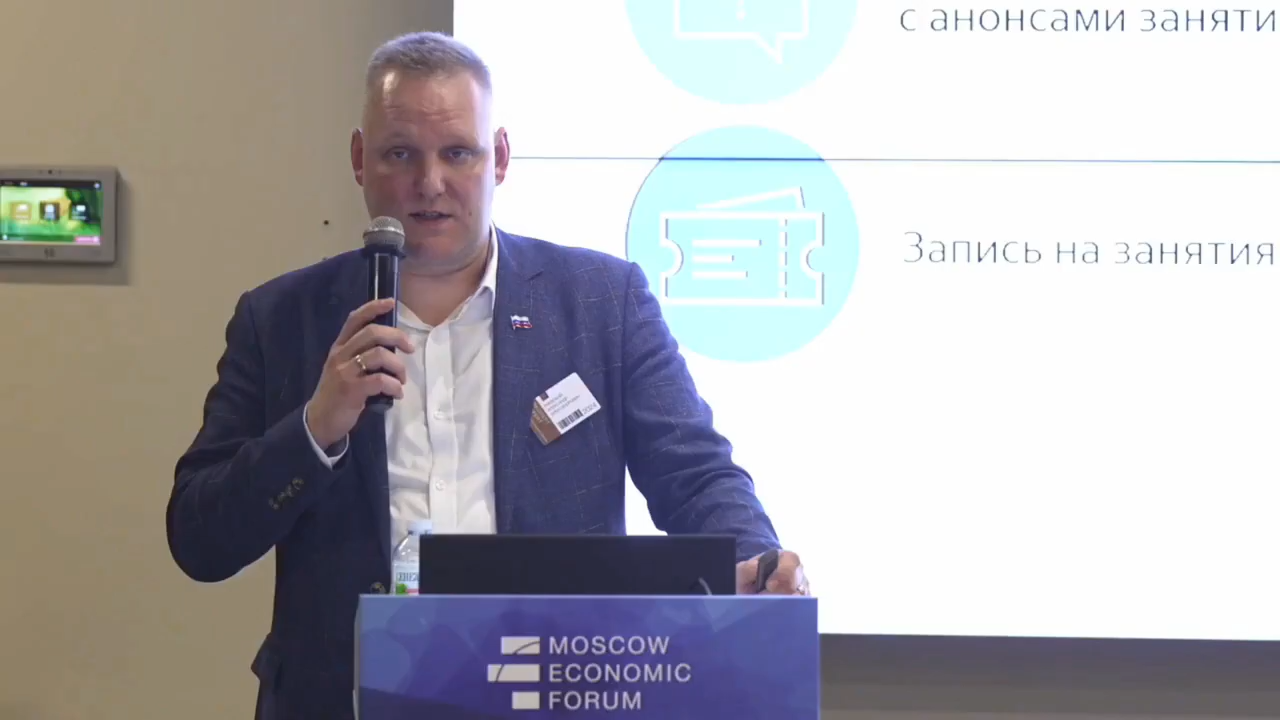 с анонсами заняти
Запись на занятия
MOSCOW
ECONOMIC
FORUM